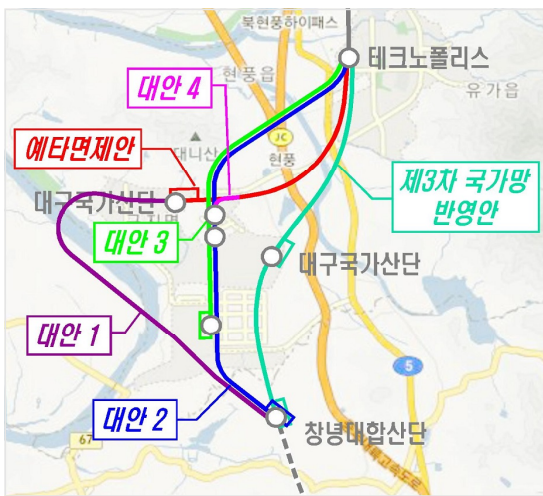 북현풍하이패스
테크노폴리스
현풍읍
유가읍
대안 4
JC
현풍
예타면제안
대니산
제3차 국가망
반영안
대구국가산단
구지면
대안 3
대구국가산단
대안 1
5
대안 2
창녕대합산단
67